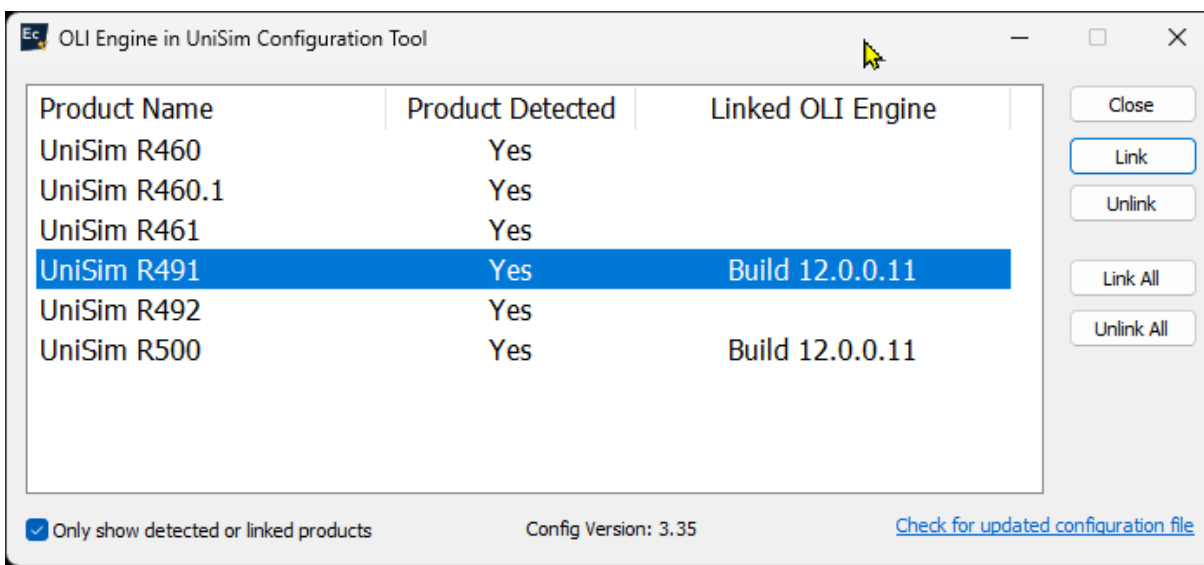 Ec OLI Engine in UniSim Configuration Tool
Product Name Product Detected Linked OLI Engine
UniSim R460 Yes
UniSim R460.1 Yes
UniSim R461 Yes
UniSim R491 Yes Build 12.0.0.11
UniSim R492 Yes
UniSim R500 Yes Build 12.0.0.11
Close
Link
Unlink
Link All
Unlink All
Only show detected or linked products Config Version: 3.35 Check for updated configuration file